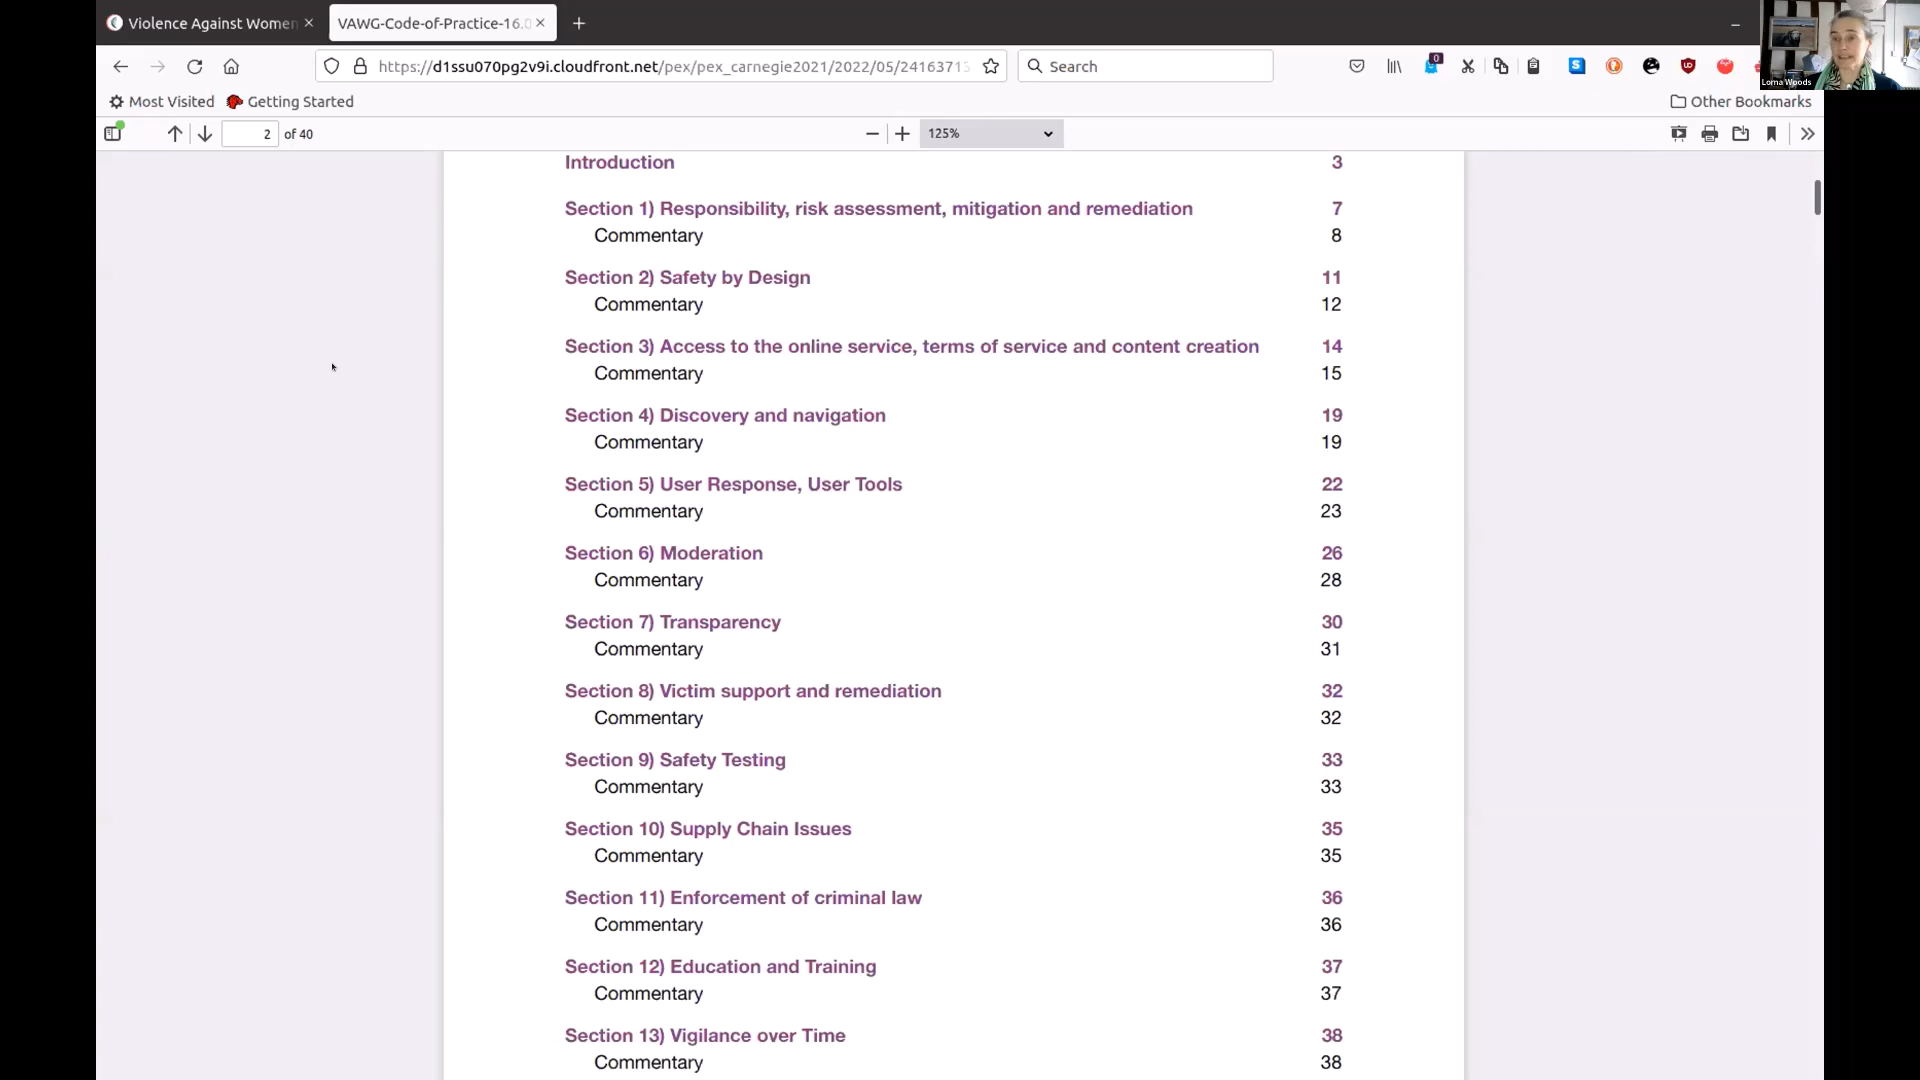 Violence Against Women
VAWG-Code-of-Practice-16.0
https://d1ssu070pg2v9i.cloudfront.net/pex/pex_carnegie2021/2022/05/24163713
Search
0
Lorna Woods
Most Visited
Getting Started
Other Bookmarks
2 of 40
125%
Introduction 3
Section 1) Responsibility, risk assessment, mitigation and remediation 7
Commentary 8
Section 2) Safety by Design 11
Commentary 12
Section 3) Access to the online service, terms of service and content creation 14
Commentary 15
Section 4) Discovery and navigation 19
Commentary 19
Section 5) User Response, User Tools 22
Commentary 23
Section 6) Moderation 26
Commentary 28
Section 7) Transparency 30
Commentary 31
Section 8) Victim support and remediation 32
Commentary 32
Section 9) Safety Testing 33
Commentary 33
Section 10) Supply Chain Issues 35
Commentary 35
Section 11) Enforcement of criminal law 36
Commentary 36
Section 12) Education and Training 37
Commentary 37
Section 13) Vigilance over Time 38
Commentary 38